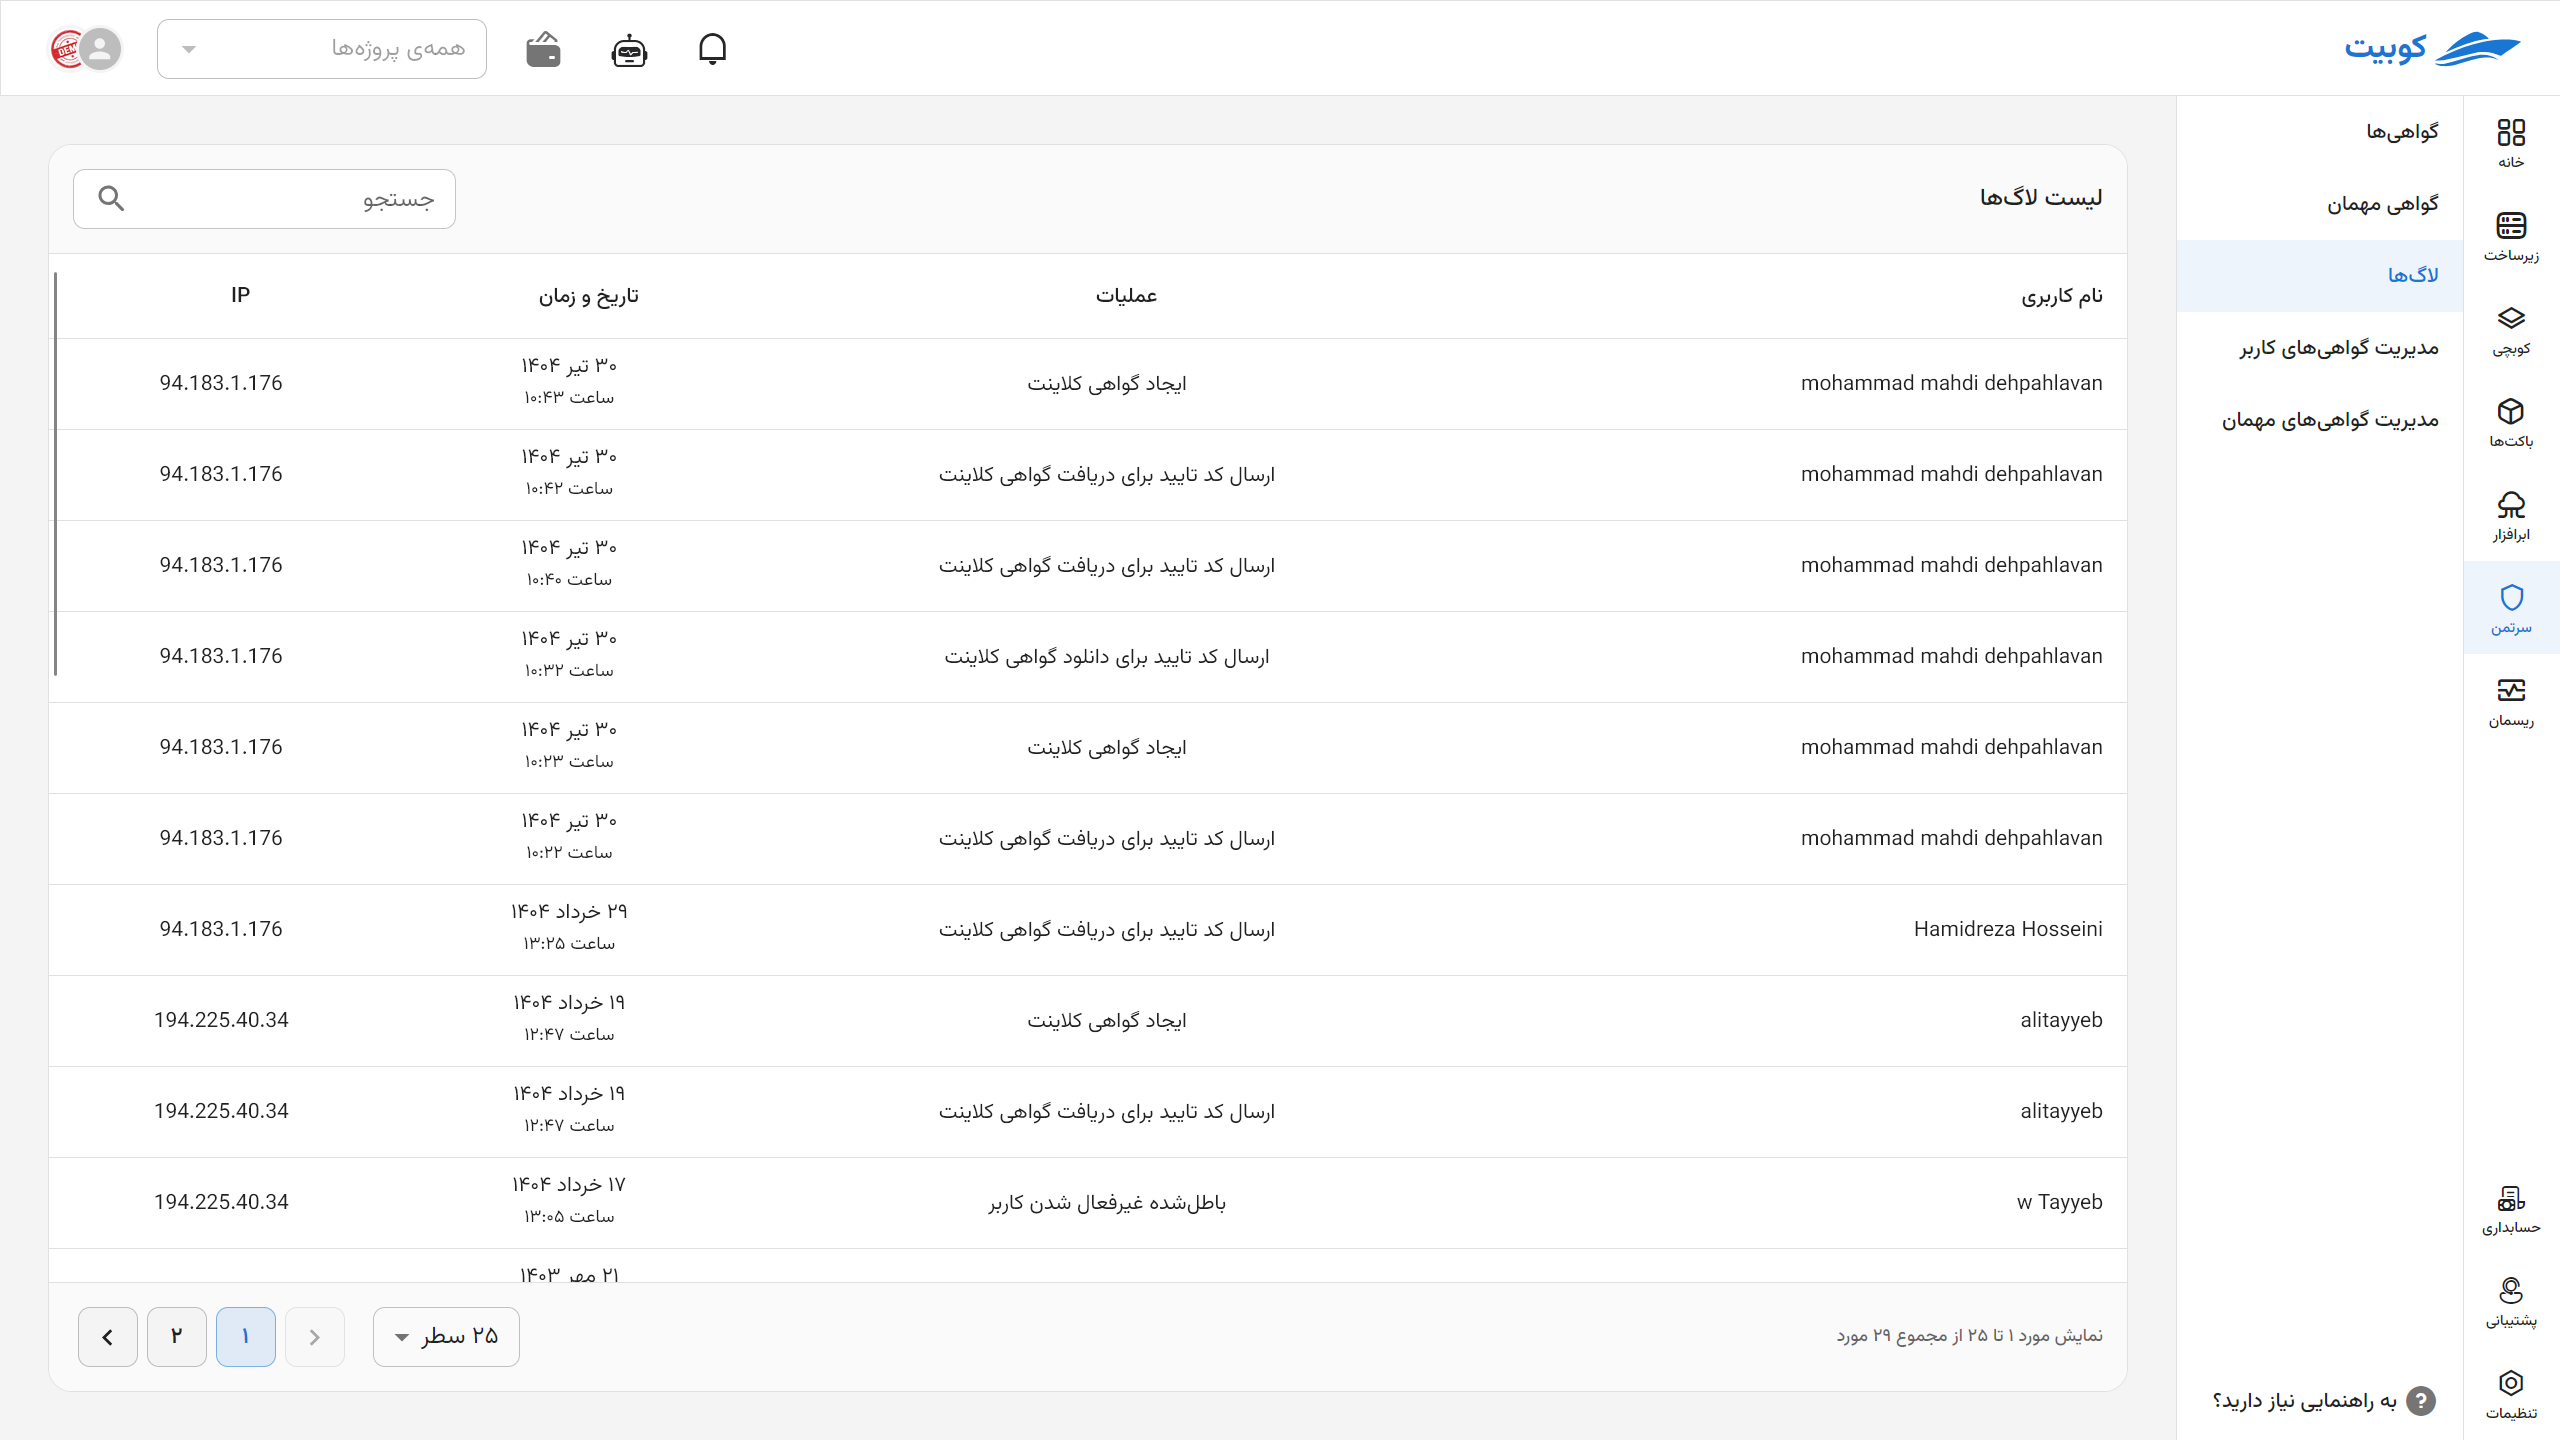 کوبیت
همه‌ی پروژه‌ها
DEMO
خانه
زیرساخت
کوبچی
باکت‌ها
ابرافزار
سرتمن
ریسمان
حسابداری
پشتیبانی
تنظیمات
گواهی‌ها
گواهی مهمان
لاگ‌ها
مدیریت گواهی‌های کاربر
مدیریت گواهی‌های مهمان
? به راهنمایی نیاز دارید؟
لیست لاگ‌ها
جستجو
نام کاربری عملیات تاریخ و زمان IP
mohammad mahdi dehpahlavan ایجاد گواهی کلاینت ۳۰ تیر ۱۴۰۴ 94.183.1.176
ساعت ۱۰:۴۳
mohammad mahdi dehpahlavan ارسال کد تایید برای دریافت گواهی کلاینت ۳۰ تیر ۱۴۰۴ 94.183.1.176
ساعت ۱۰:۴۲
mohammad mahdi dehpahlavan ارسال کد تایید برای دریافت گواهی کلاینت ۳۰ تیر ۱۴۰۴ 94.183.1.176
ساعت ۱۰:۴۰
mohammad mahdi dehpahlavan ارسال کد تایید برای دانلود گواهی کلاینت ۳۰ تیر ۱۴۰۴ 94.183.1.176
ساعت ۱۰:۳۲
mohammad mahdi dehpahlavan ایجاد گواهی کلاینت ۳۰ تیر ۱۴۰۴ 94.183.1.176
ساعت ۱۰:۲۳
mohammad mahdi dehpahlavan ارسال کد تایید برای دریافت گواهی کلاینت ۳۰ تیر ۱۴۰۴ 94.183.1.176
ساعت ۱۰:۲۲
Hamidreza Hosseini ارسال کد تایید برای دریافت گواهی کلاینت ۲۹ خرداد ۱۴۰۴ 94.183.1.176
ساعت ۱۳:۲۵
alitayyeb ایجاد گواهی کلاینت ۱۹ خرداد ۱۴۰۴ 194.225.40.34
ساعت ۱۲:۴۷
alitayyeb ارسال کد تایید برای دریافت گواهی کلاینت ۱۹ خرداد ۱۴۰۴ 194.225.40.34
ساعت ۱۲:۴۷
w Tayyeb باطل‌شده غیرفعال شدن کاربر ۱۷ خرداد ۱۴۰۴ 194.225.40.34
ساعت ۱۳:۰۵
۲۱ مهر ۱۴۰۳
نمایش مورد ۱ تا ۲۵ از مجموع ۲۹ مورد
۲۵ سطر
۱ ۲